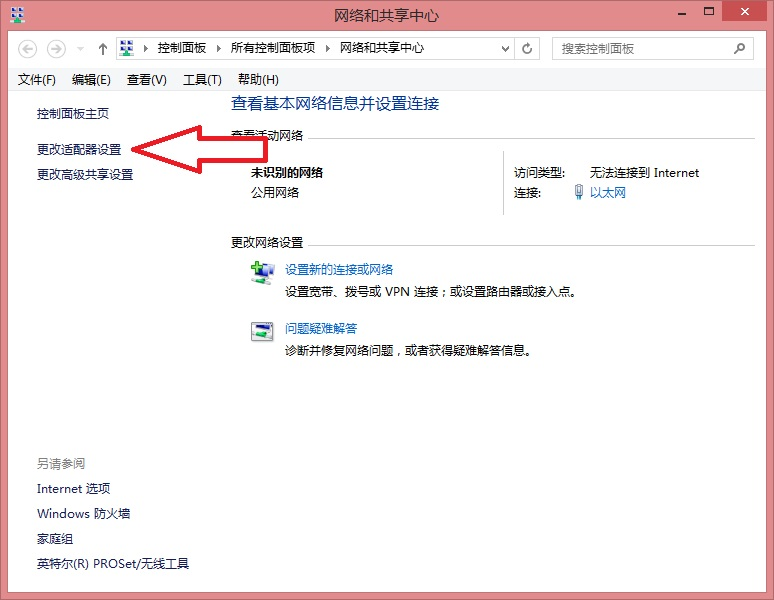 网络和共享中心
控制面板 所有控制面板项 网络和共享中心
搜索控制面板
文件(F) 编辑(E) 查看(V) 工具(T) 帮助(H)
控制面板主页
更改适配器设置
更改高级共享设置
查看基本网络信息并设置连接
查看活动网络
未识别的网络
公用网络
访问类型: 无法连接到 Internet
连接: 以太网
更改网络设置
设置新的连接或网络
设置宽带、拨号或 VPN 连接；或设置路由器或接入点。
问题疑难解答
诊断并修复网络问题，或者获得疑难解答信息。
另请参阅
Internet 选项
Windows 防火墙
家庭组
英特尔(R) PROSet/无线工具